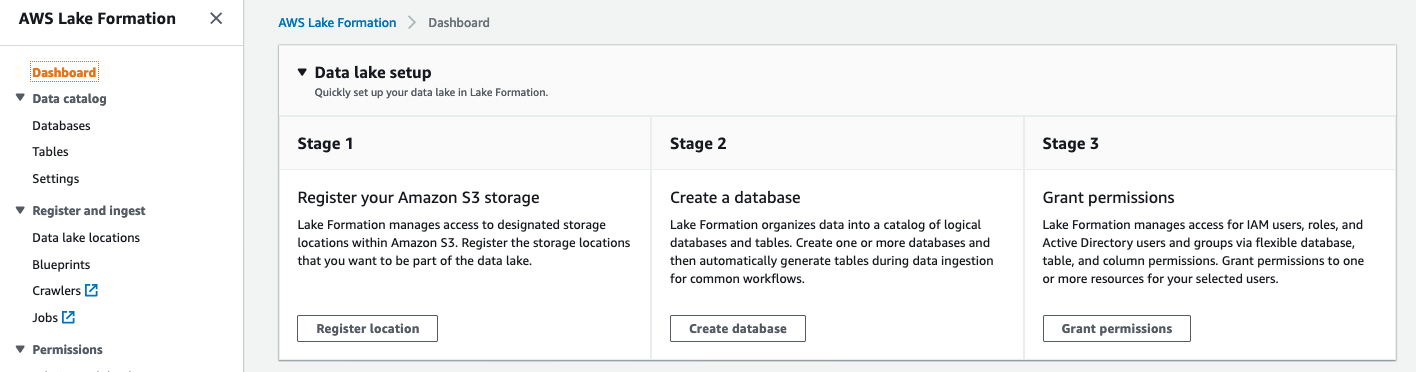 AWS Lake Formation
Dashboard
Data catalog
Databases
Tables
Settings
Register and ingest
Data lake locations
Blueprints
Crawlers
Jobs
Permissions
AWS Lake Formation > Dashboard
Data lake setup
Quickly set up your data lake in Lake Formation.
Stage 1
Register your Amazon S3 storage
Lake Formation manages access to designated storage
locations within Amazon S3. Register the storage locations
that you want to be part of the data lake.
Register location
Stage 2
Create a database
Lake Formation organizes data into a catalog of logical
databases and tables. Create one or more databases and
then automatically generate tables during data ingestion
for common workflows.
Create database
Stage 3
Grant permissions
Lake Formation manages access for IAM users, roles, and
Active Directory users and groups via flexible database,
table, and column permissions. Grant permissions to one
or more resources for your selected users.
Grant permissions